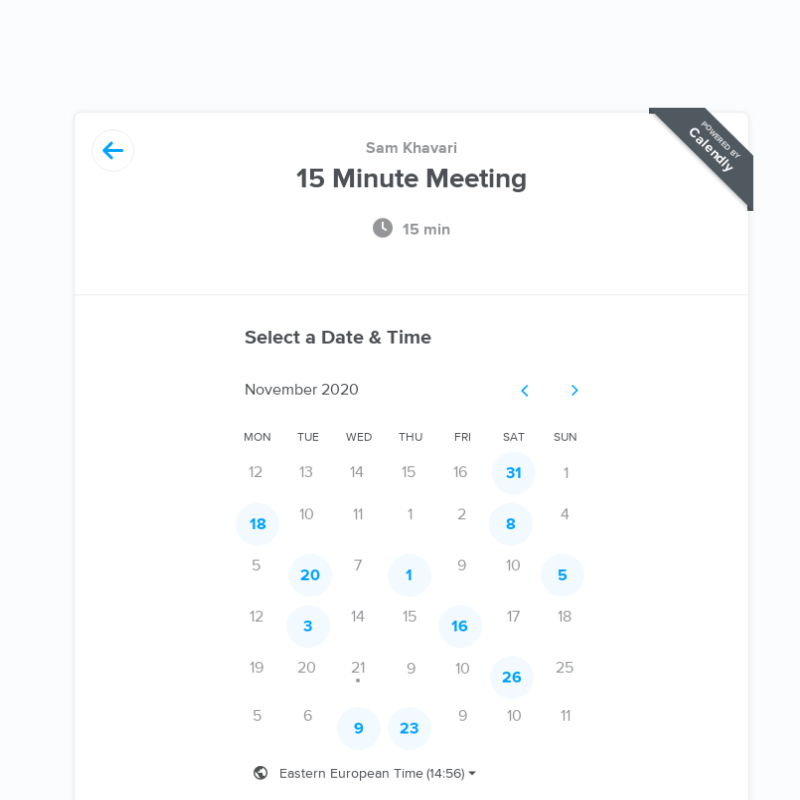 POWERED BY
Calendly
Sam Khavari
15 Minute Meeting
15 min
Select a Date & Time
November 2020
MON TUE WED THU FRI SAT SUN
12 13 14 15 16 31 1
18 10 11 1 2 8 4
5 20 7 1 9 10 5
12 3 14 15 16 17 18
19 20 21 9 10 26 25
5 6 9 23 9 10 11
Eastern European Time (14:56)